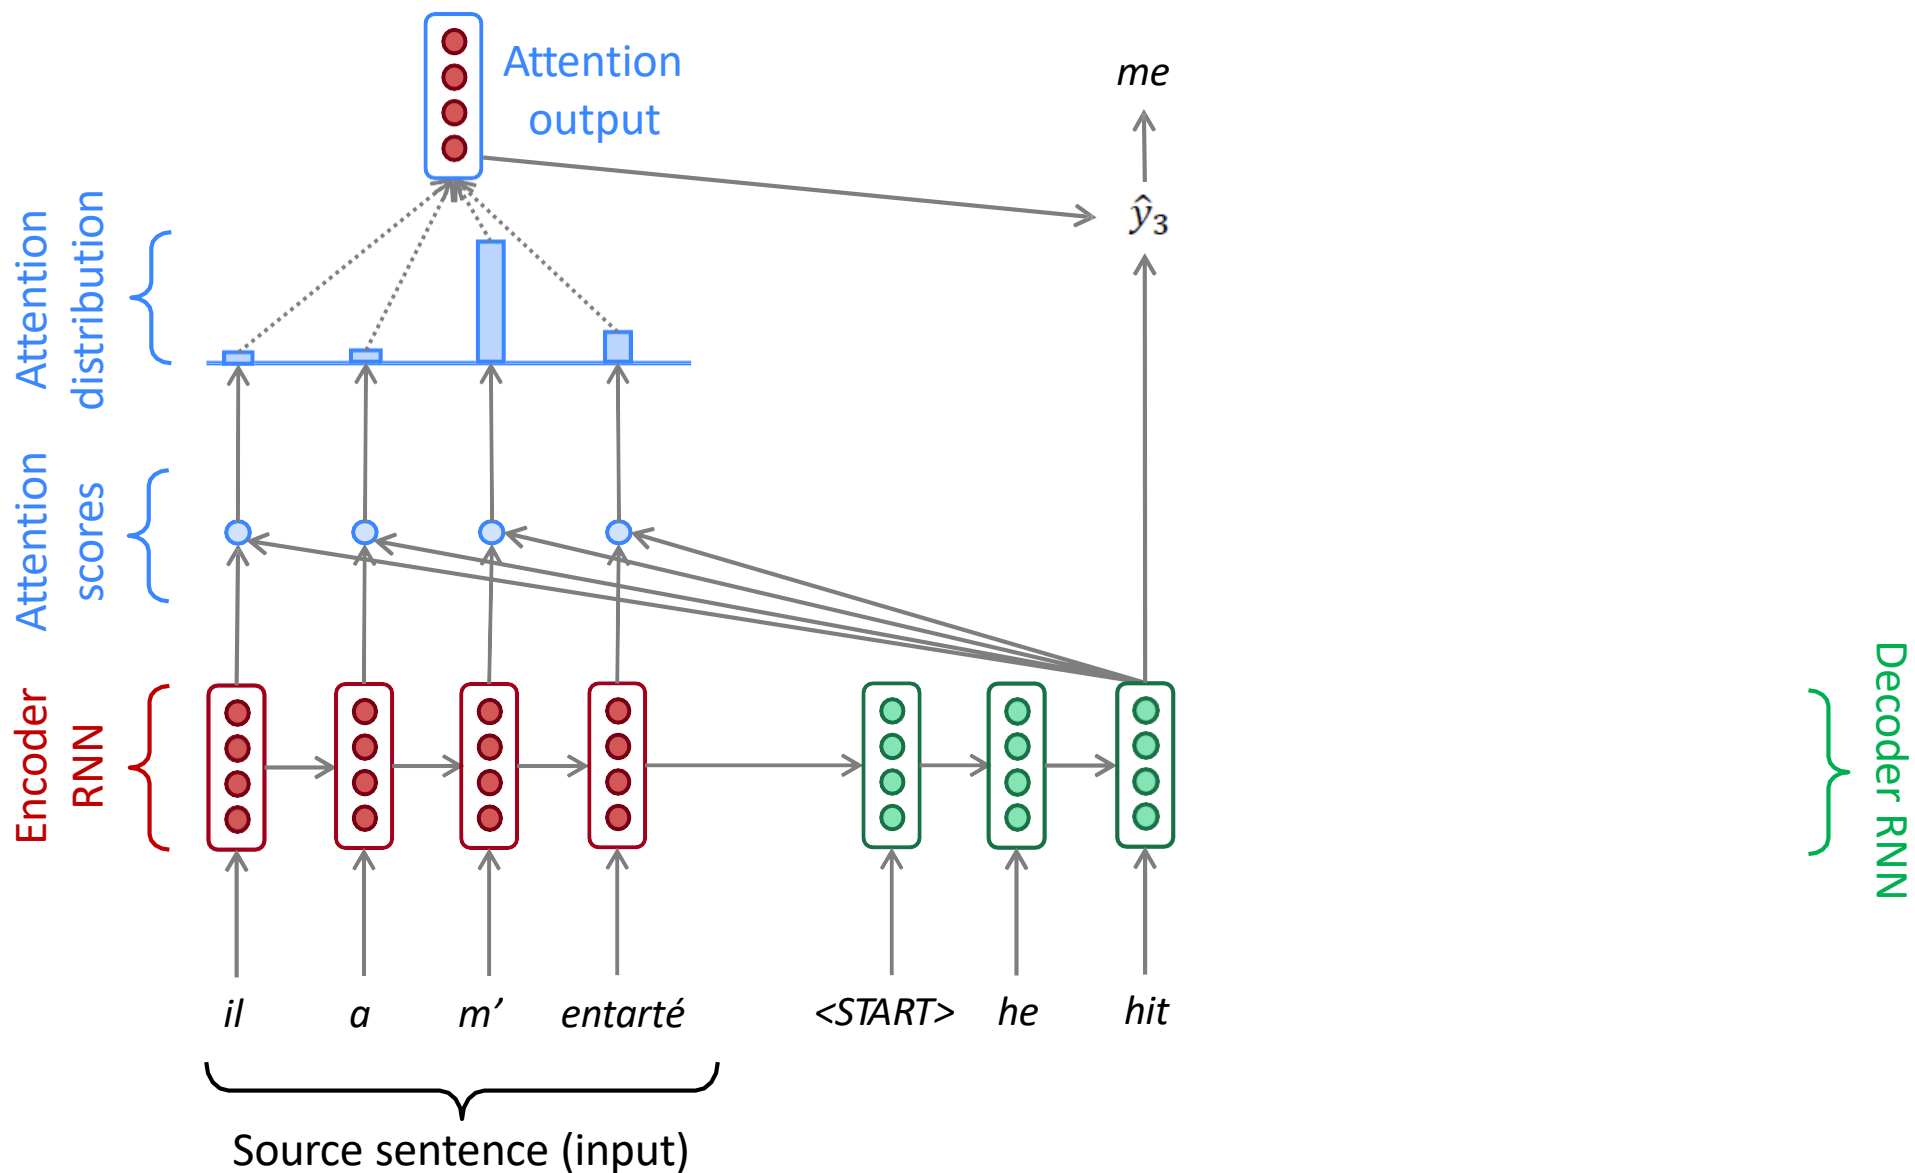 Attention
output
me
ŷ₃
Attention
distribution
Attention
scores
Encoder
RNN
Decoder RNN
il a m’ entarté <START> he hit
Source sentence (input)